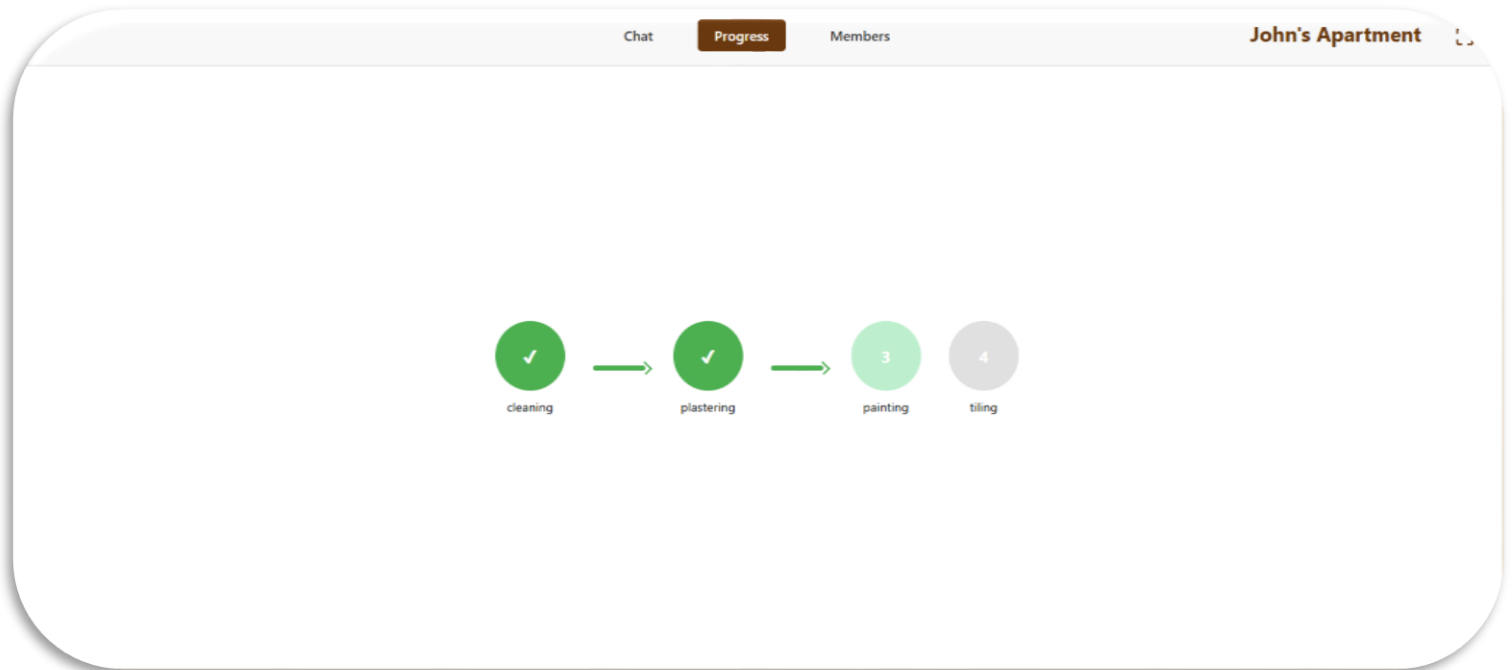 Chat Progress Members John's Apartment
✓ ✓ 3 4
cleaning plastering painting tiling